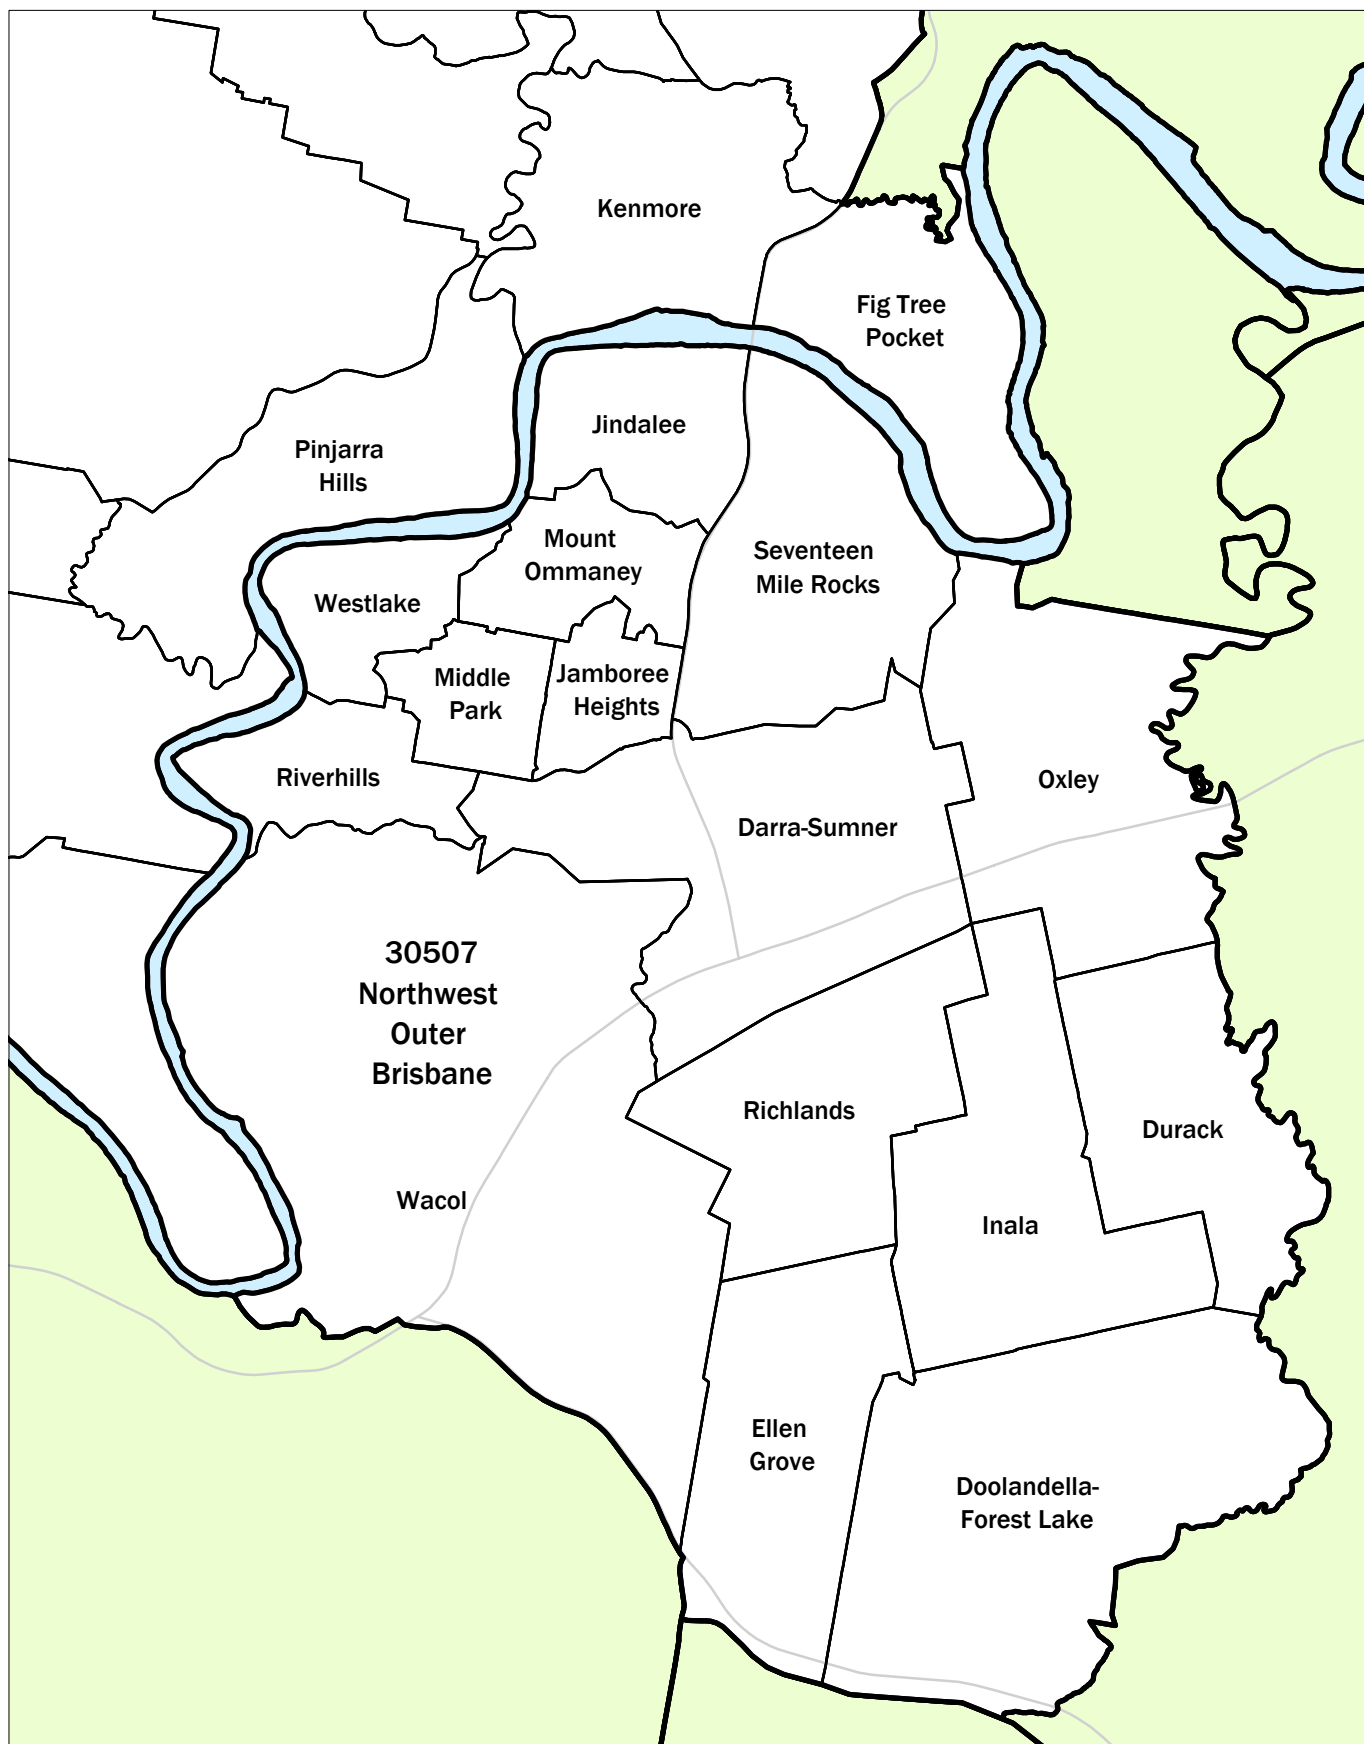 Kenmore
Fig Tree
Pocket
Jindalee
Pinjarra
Hills
Mount
Ommaney
Seventeen
Mile Rocks
Westlake
Middle
Park
Jamboree
Heights
Riverhills
Oxley
Darra-Sumner
30507
Northwest
Outer
Brisbane
Richlands
Durack
Wacol
Inala
Ellen
Grove
Doolandella-
Forest Lake